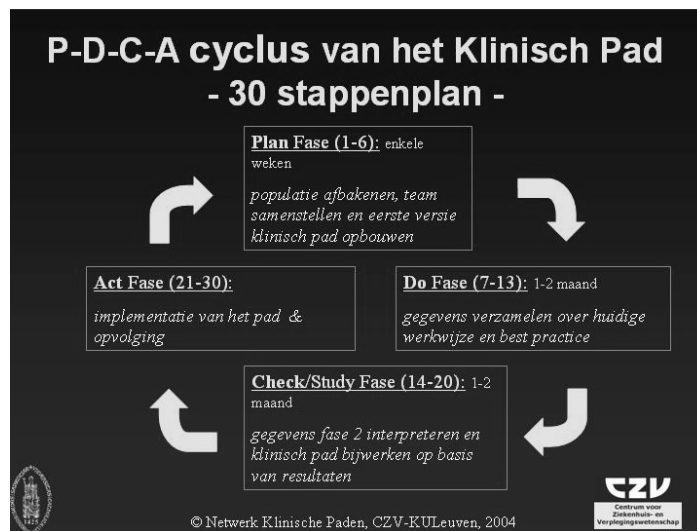 P-D-C-A cyclus van het Klinisch Pad
- 30 stappenplan -
Plan Fase (1-6): enkele
weken
populatie afbakenen, team
samenstellen en eerste versie
klinisch pad opbouwen
Act Fase (21-30):
implementatie van het pad &
opvolging
Do Fase (7-13): 1-2 maand
gegevens verzamelen over huidige
werkwijze en best practice
Check/Study Fase (14-20): 1-2
maand
gegevens fase 2 interpreteren en
klinisch pad bijwerken op basis
van resultaten
CZV
Centrum voor
Ziekenhuis- en
Verplegingswetenschap
© Netwerk Klinische Paden, CZV-KULeuven, 2004